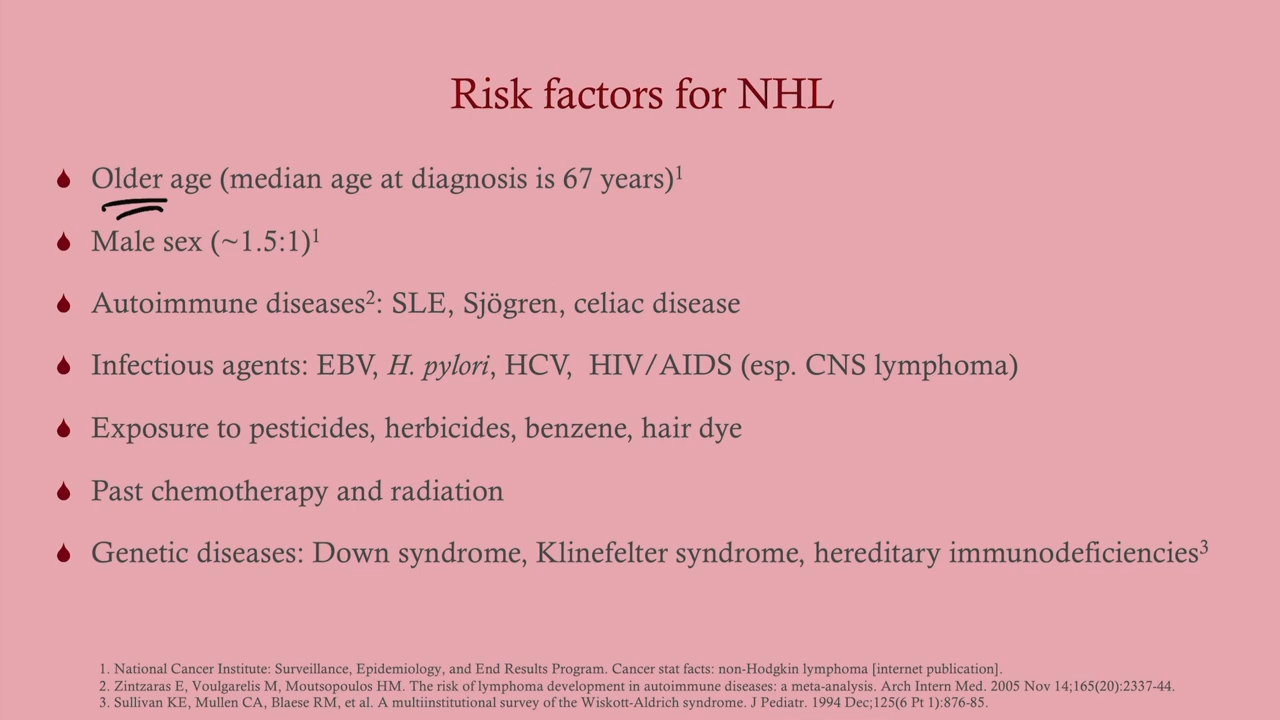 Risk factors for NHL
Older age (median age at diagnosis is 67 years)¹
Male sex (~1.5:1)¹
Autoimmune diseases²: SLE, Sjögren, celiac disease
Infectious agents: EBV, H. pylori, HCV, HIV/AIDS (esp. CNS lymphoma)
Exposure to pesticides, herbicides, benzene, hair dye
Past chemotherapy and radiation
Genetic diseases: Down syndrome, Klinefelter syndrome, hereditary immunodeficiencies³
1. National Cancer Institute: Surveillance, Epidemiology, and End Results Program. Cancer stat facts: non-Hodgkin lymphoma [internet publication].
2. Zintzaras E, Voulgarelis M, Moutsopoulos HM. The risk of lymphoma development in autoimmune diseases: a meta-analysis. Arch Intern Med. 2005 Nov 14;165(20):2337-44.
3. Sullivan KE, Mullen CA, Blaese RM, et al. A multiinstitutional survey of the Wiskott-Aldrich syndrome. J Pediatr. 1994 Dec;125(6 Pt 1):876-85.